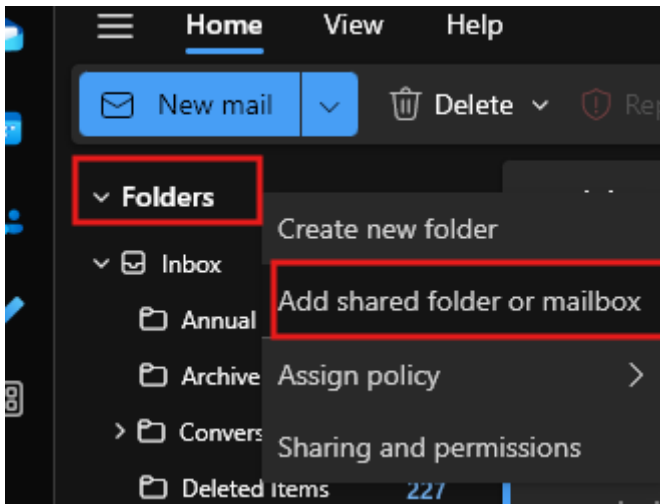 Home View Help
New mail Delete
Folders
Create new folder
Inbox
Add shared folder or mailbox
Annual
Archive
Assign policy
Convers
Sharing and permissions
Deleted Items 227